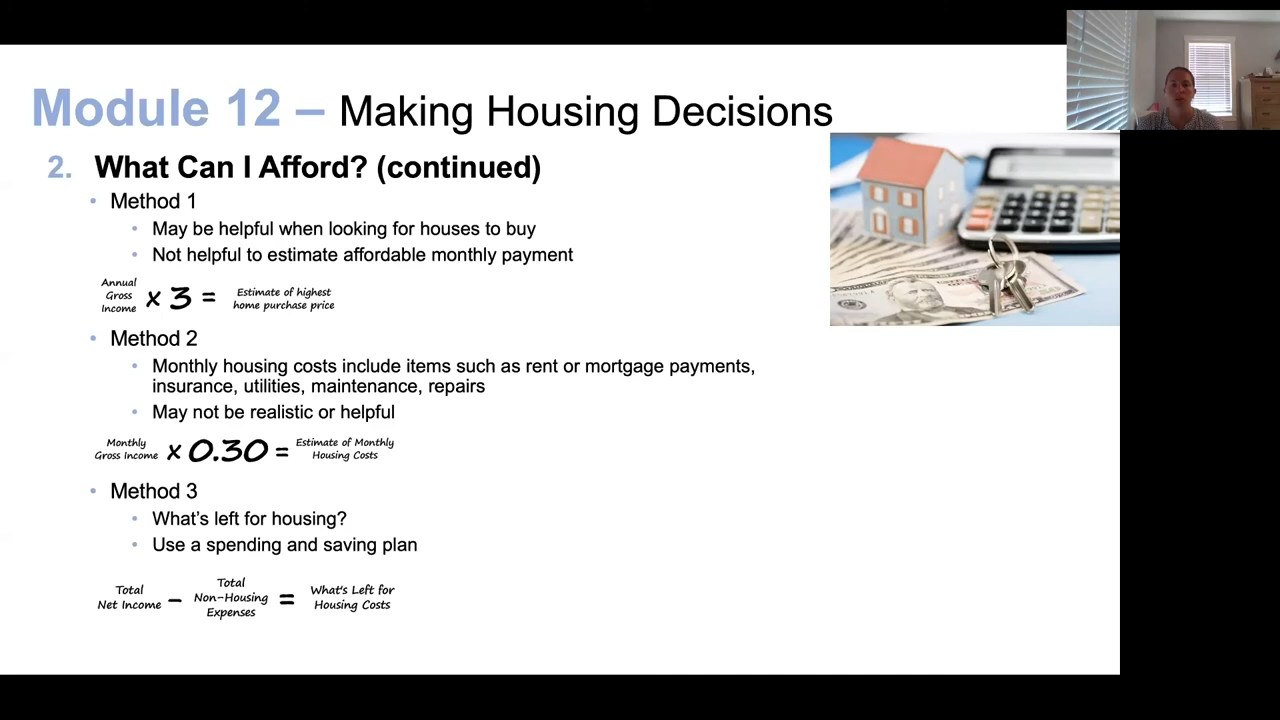 Module 12 – Making Housing Decisions
2. What Can I Afford? (continued)
• Method 1
• May be helpful when looking for houses to buy
• Not helpful to estimate affordable monthly payment
Annual
Gross
Income x 3 = Estimate of highest
home purchase price
• Method 2
• Monthly housing costs include items such as rent or mortgage payments,
insurance, utilities, maintenance, repairs
• May not be realistic or helpful
Monthly
Gross Income x 0.30 = Estimate of Monthly
Housing Costs
• Method 3
• What's left for housing?
• Use a spending and saving plan
Total
Net Income – Total
Non-Housing
Expenses = What's Left for
Housing Costs